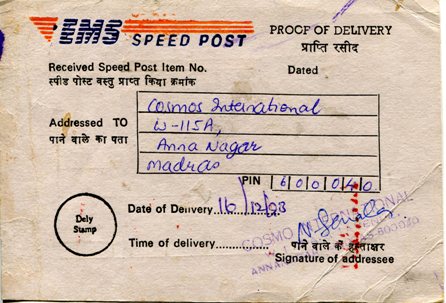 EMS SPEED POST
PROOF OF DELIVERY
प्राप्ति रसीद
Received Speed Post Item No.
Dated
स्पीड पोस्ट वस्तु प्राप्त किया क्रमांक
Addressed TO
पाने वाले का पता
Cosmos International
W-115A,
Anna Nagar
Madras
PIN 600040
Dely
Stamp
Date of Delivery 16/12/93
Time of delivery
COSMO INTERNATIONAL
पाने वाले के हस्ताक्षर
Signature of addressee